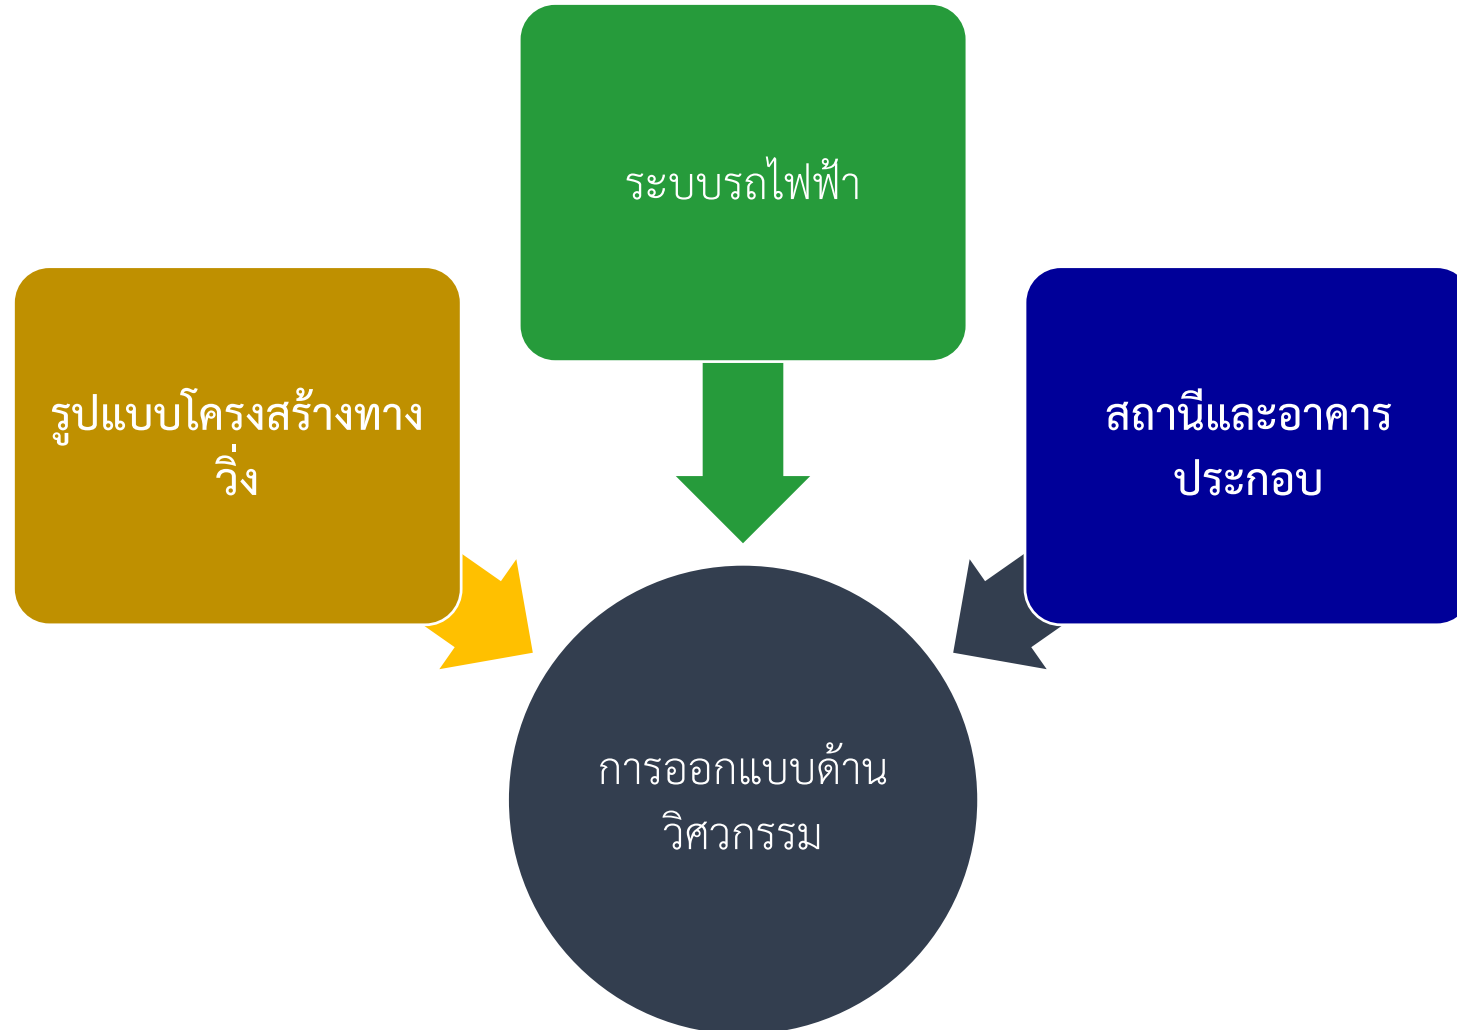 ระบบรถไฟฟ้า
รูปแบบโครงสร้างทาง
วิ่ง
สถานีและอาคาร
ประกอบ
การออกแบบด้าน
วิศวกรรม